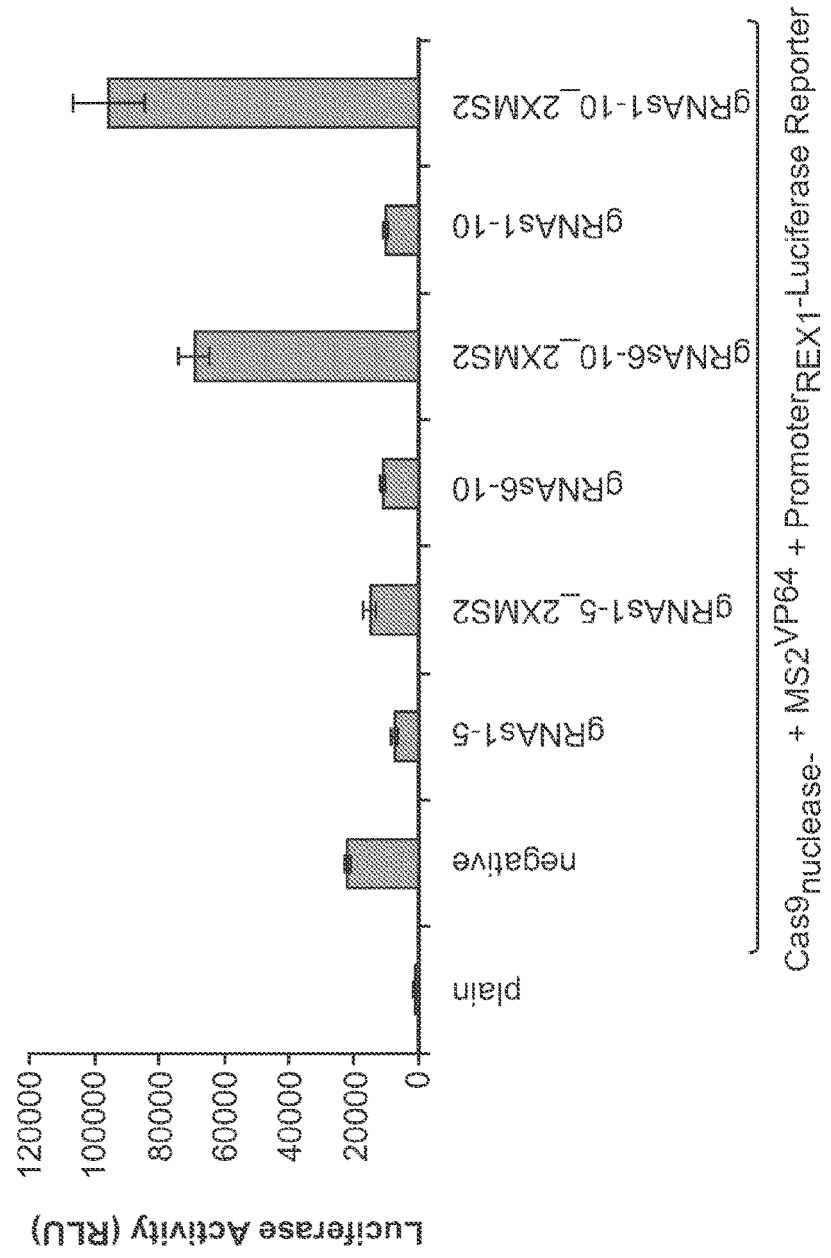 Luciferase Activity (RLU)
120000
100000
80000
60000
40000
20000
0
plain
negative
gRNAs1-5
gRNAs1-5_2XMS2
gRNAs6-10
gRNAs6-10_2XMS2
gRNAs1-10
gRNAs1-10_2XMS2
Cas9nuclease- + MS2VP64 + PromoterREX1-Luciferase Reporter